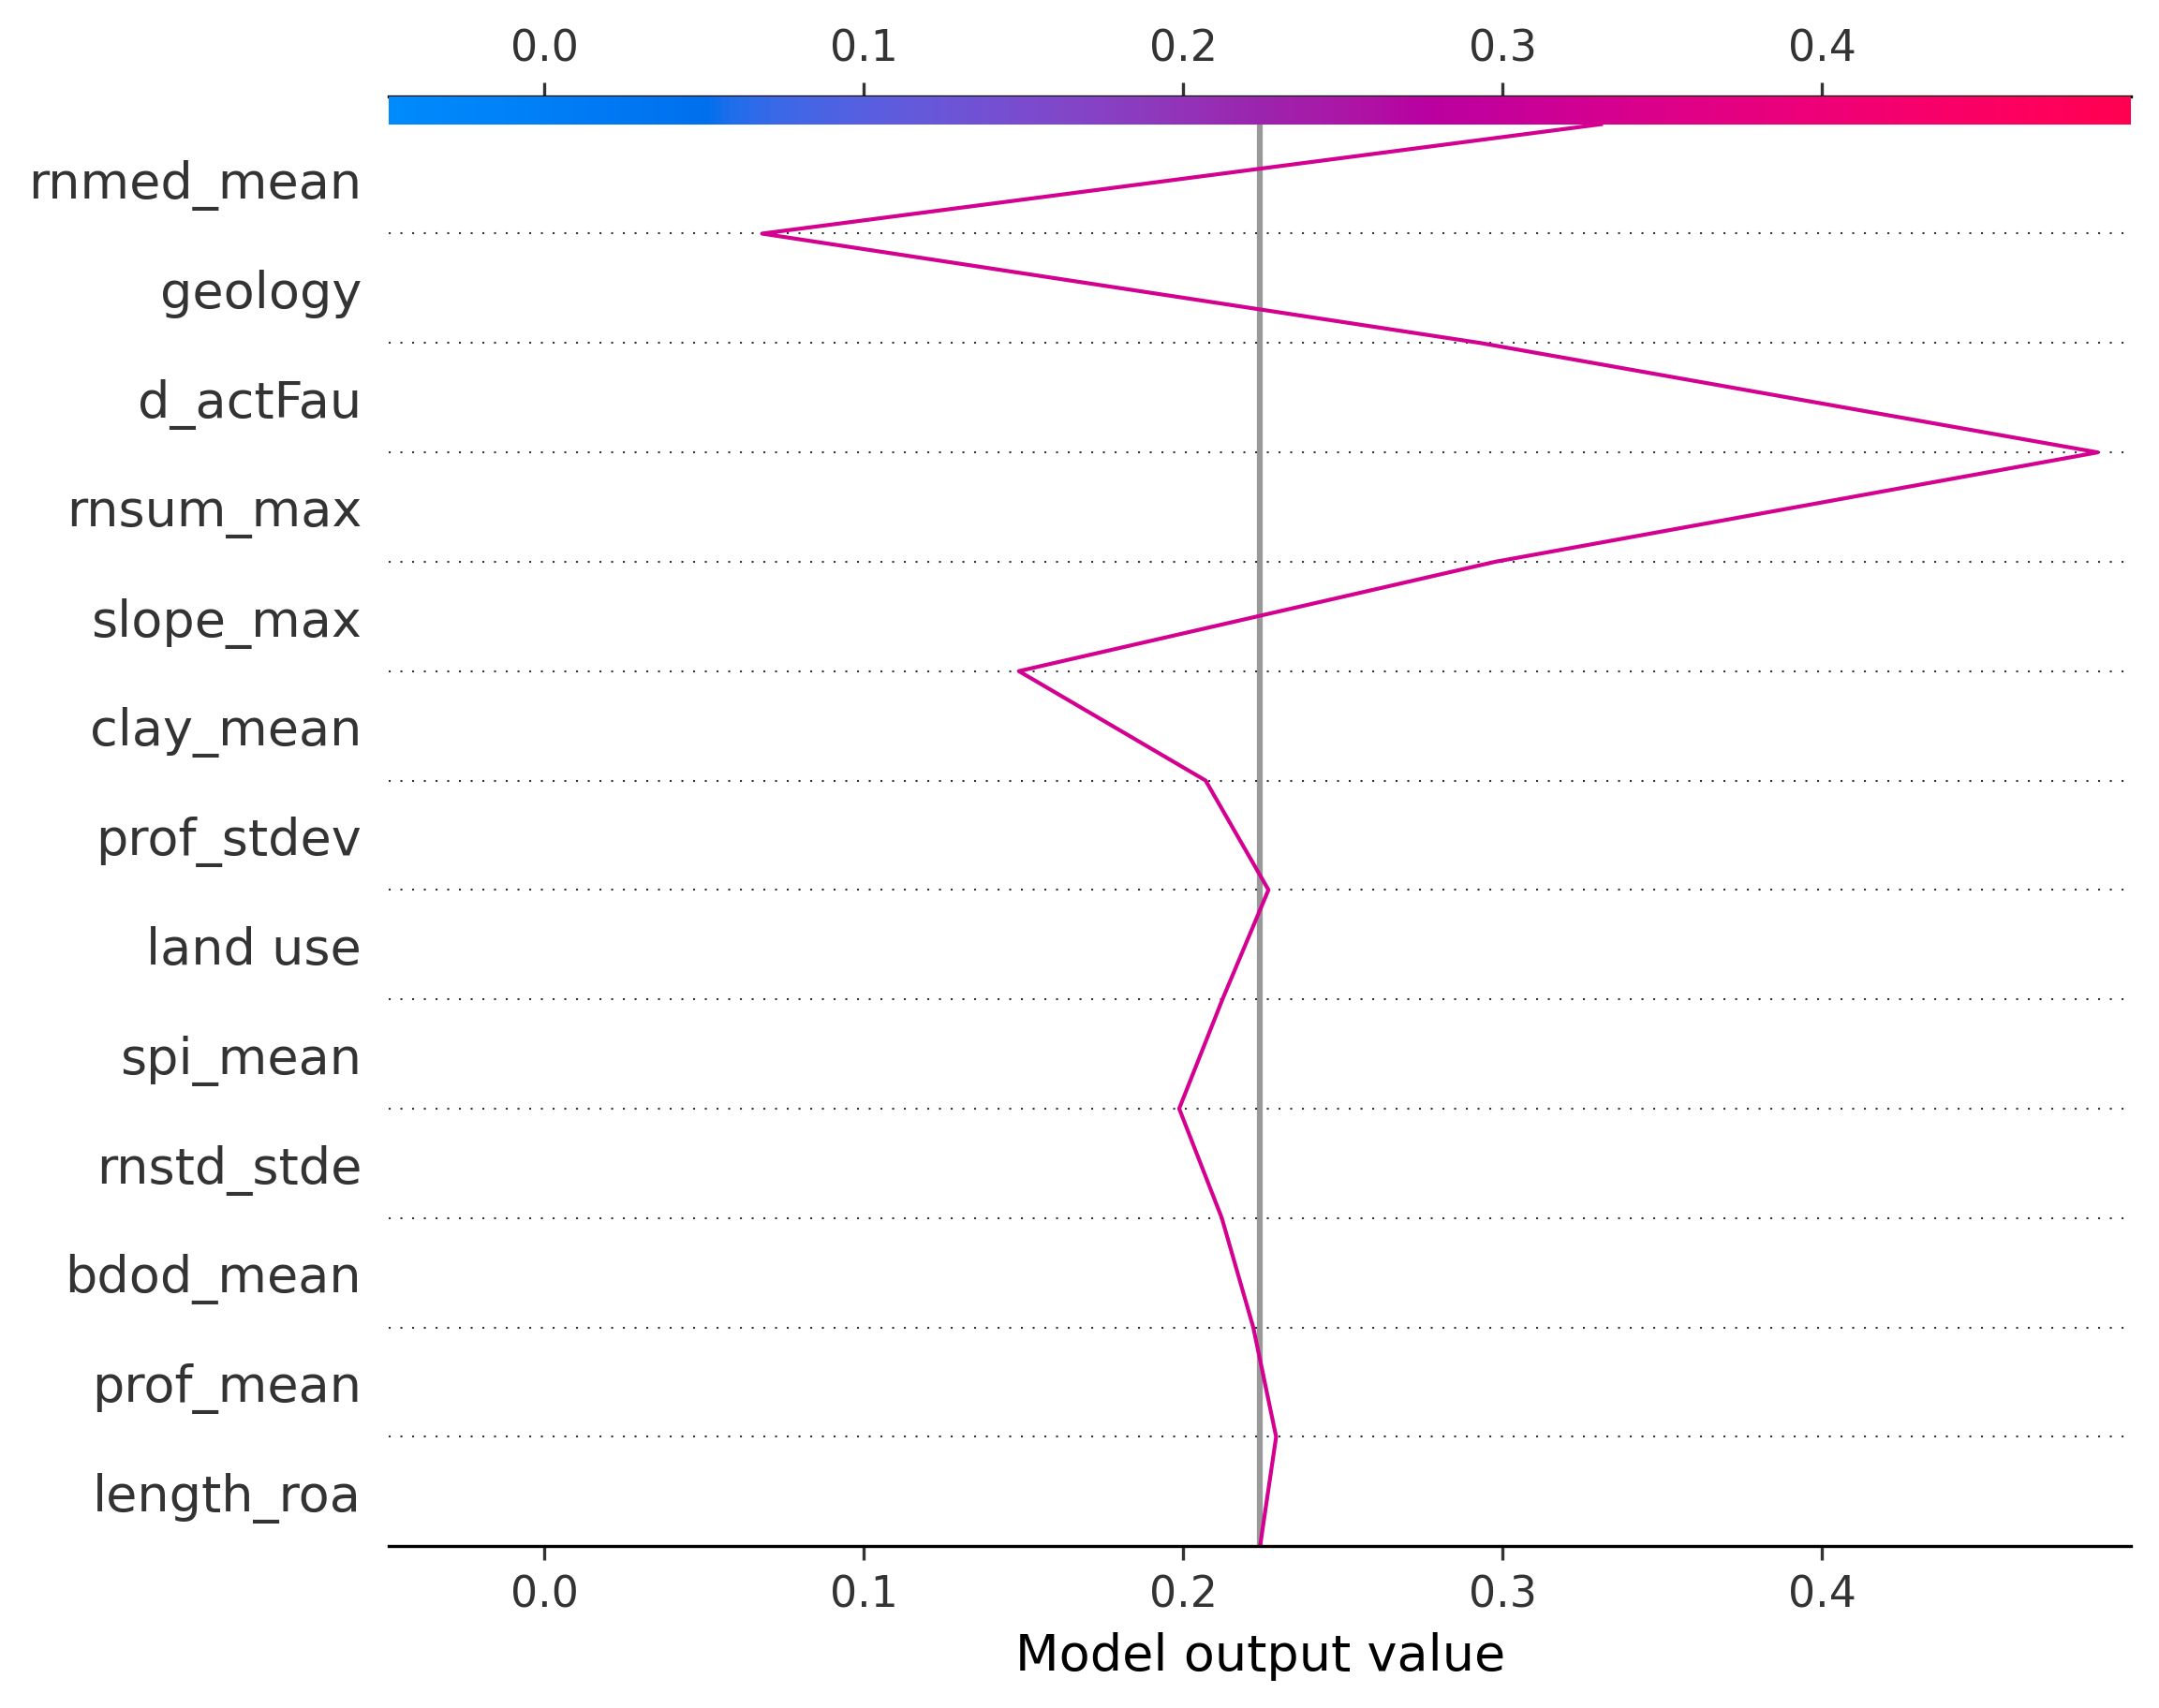 0.0 0.1 0.2 0.3 0.4
rnmed_mean
geology
d_actFau
rnsum_max
slope_max
clay_mean
prof_stdev
land use
spi_mean
rnstd_stde
bdod_mean
prof_mean
length_roa
0.0 0.1 0.2 0.3 0.4
Model output value